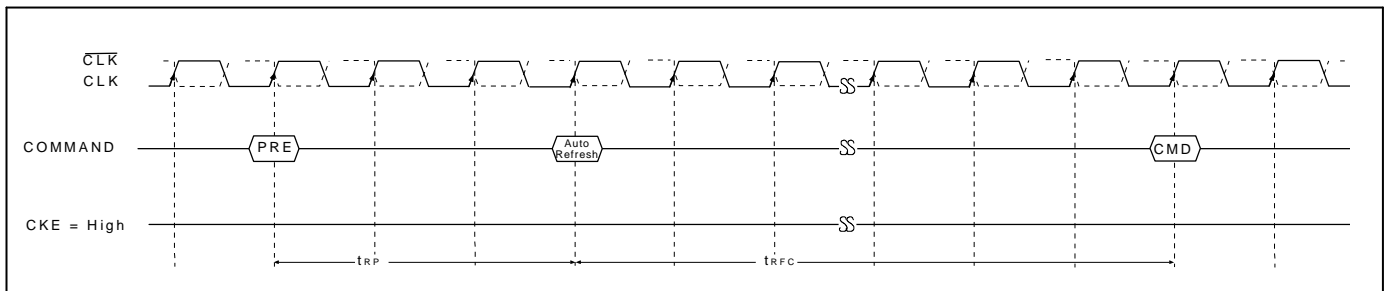 CLK
CLK
COMMAND
PRE
Auto
Refresh
CMD
CKE = High
tRP
tRFC